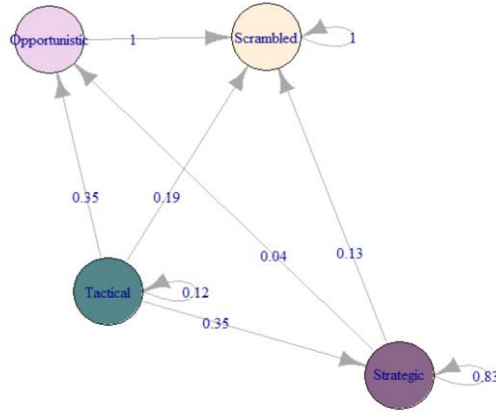 Opportunistic
1
Scrambled
1
0.35
0.19
0.04
0.13
Tactical
0.12
0.35
Strategic
0.83